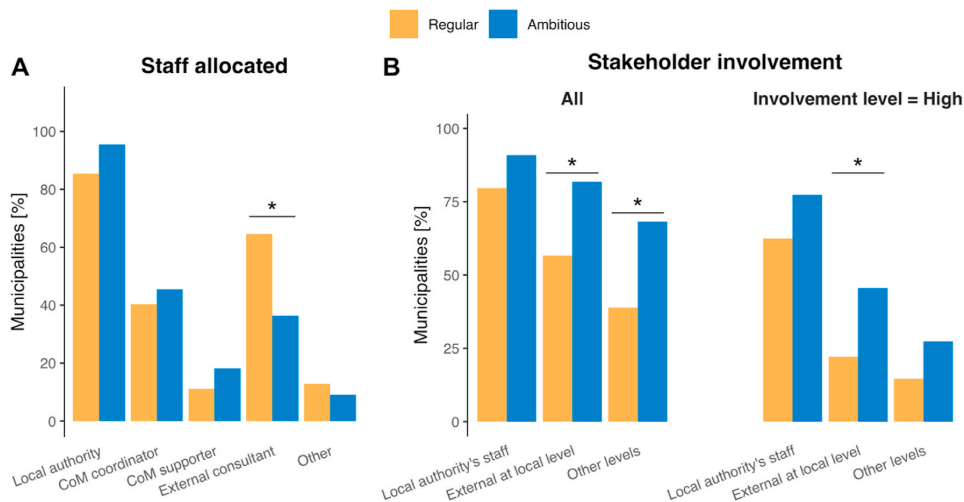 Regular Ambitious
A Staff allocated
B Stakeholder involvement
All Involvement level = High
Municipalities [%]
100
80
60
40
20
0
*
Local authority
CoM coordinator
CoM supporter
External consultant
Other
Municipalities [%]
100
75
50
25
0
*
*
*
Local authority's staff
External at local level
Other levels
Local authority's staff
External at local level
Other levels